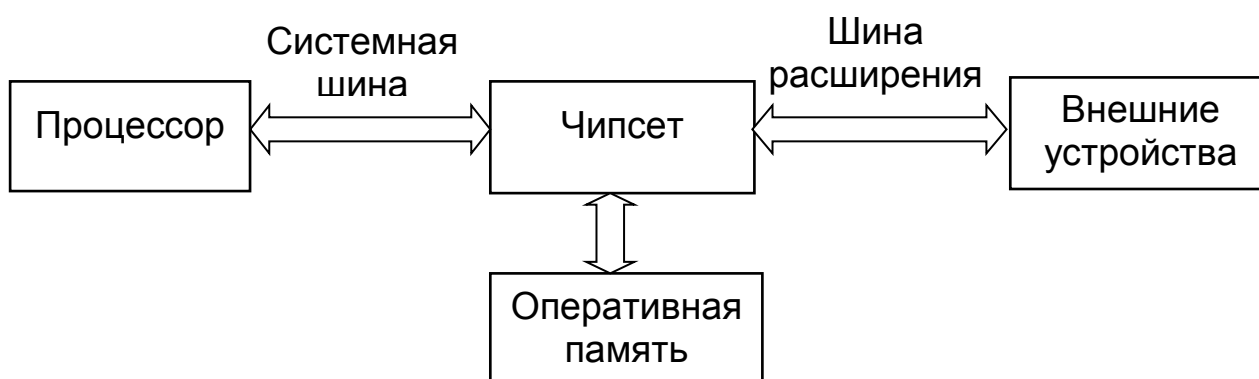 Системная
шина
Шина
расширения
Процессор
Чипсет
Внешние
устройства
Оперативная
память